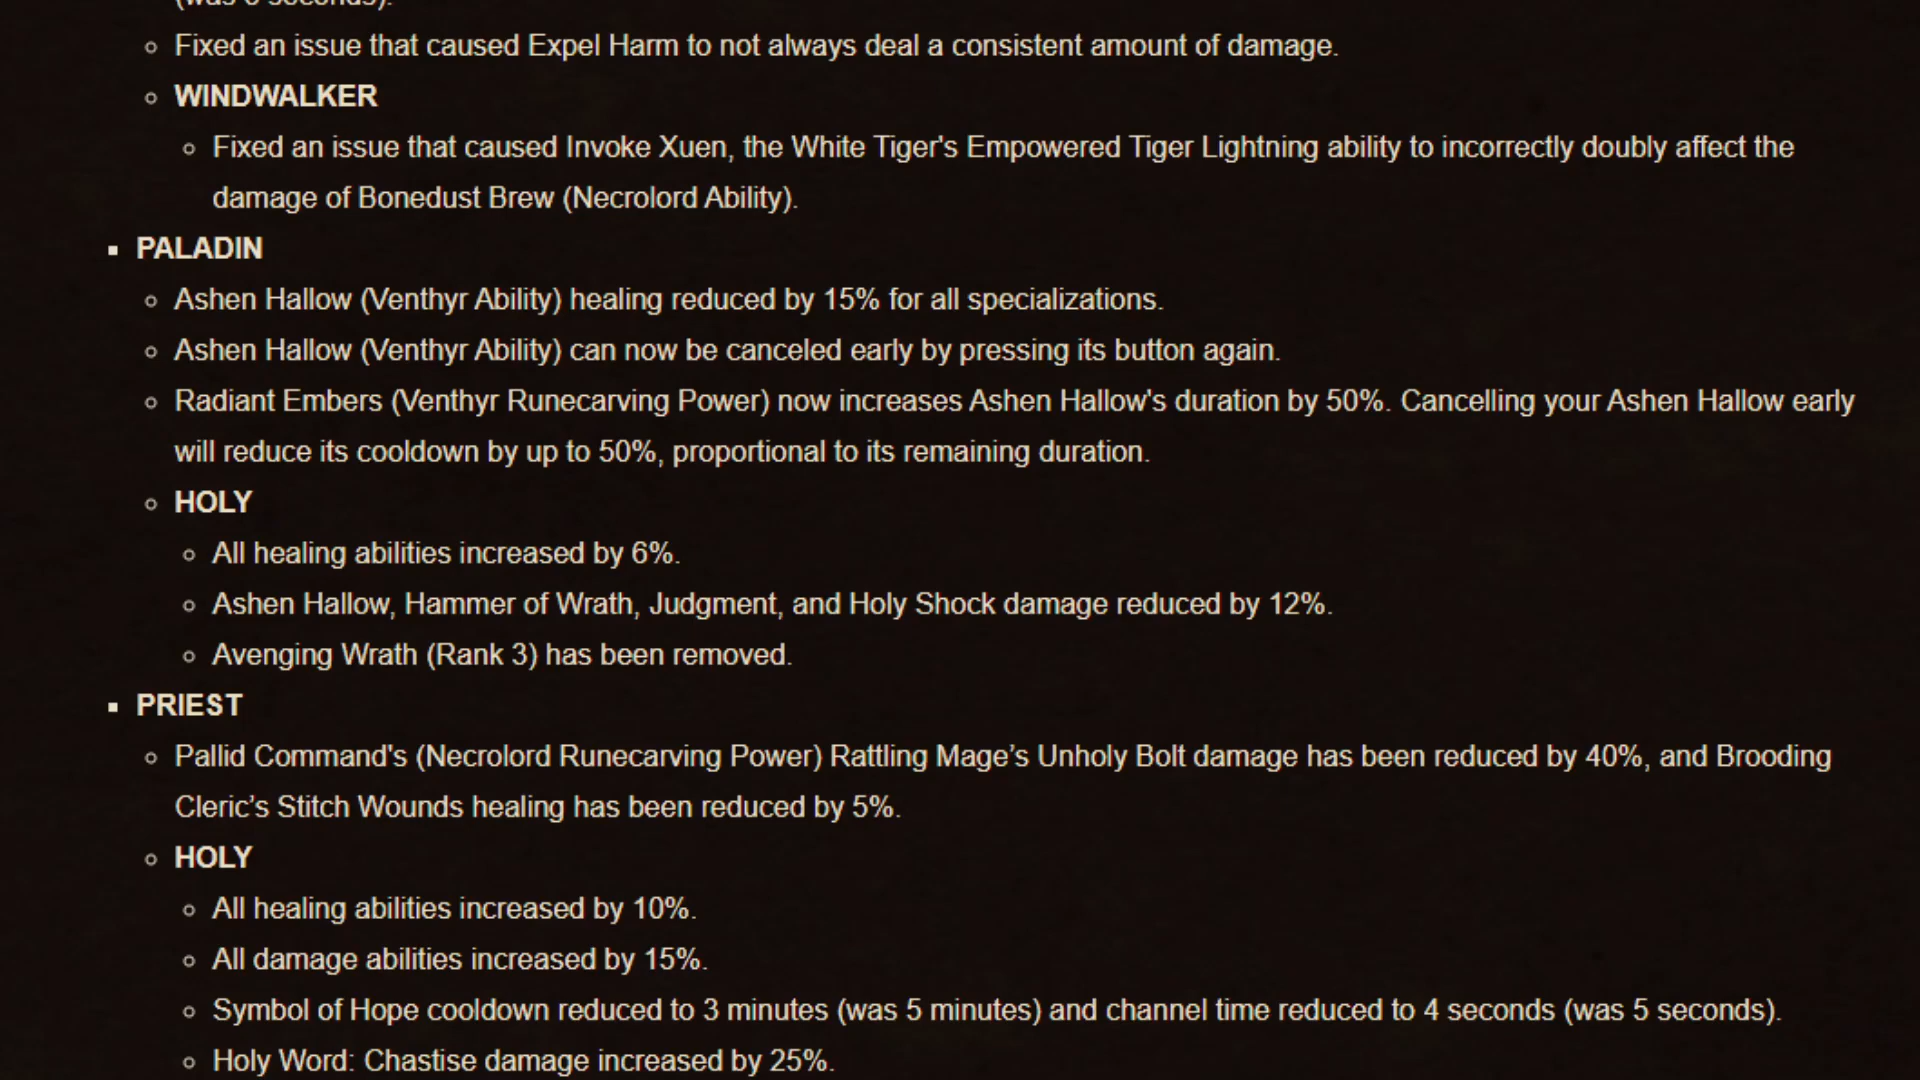 Fixed an issue that caused Expel Harm to not always deal a consistent amount of damage.
WINDWALKER
Fixed an issue that caused Invoke Xuen, the White Tiger's Empowered Tiger Lightning ability to incorrectly doubly affect the
damage of Bonedust Brew (Necrolord Ability).
PALADIN
Ashen Hallow (Venthyr Ability) healing reduced by 15% for all specializations.
Ashen Hallow (Venthyr Ability) can now be canceled early by pressing its button again.
Radiant Embers (Venthyr Runecarving Power) now increases Ashen Hallow's duration by 50%. Cancelling your Ashen Hallow early
will reduce its cooldown by up to 50%, proportional to its remaining duration.
HOLY
All healing abilities increased by 6%.
Ashen Hallow, Hammer of Wrath, Judgment, and Holy Shock damage reduced by 12%.
Avenging Wrath (Rank 3) has been removed.
PRIEST
Pallid Command's (Necrolord Runecarving Power) Rattling Mage’s Unholy Bolt damage has been reduced by 40%, and Brooding
Cleric’s Stitch Wounds healing has been reduced by 5%.
HOLY
All healing abilities increased by 10%.
All damage abilities increased by 15%.
Symbol of Hope cooldown reduced to 3 minutes (was 5 minutes) and channel time reduced to 4 seconds (was 5 seconds).
Holy Word: Chastise damage increased by 25%.